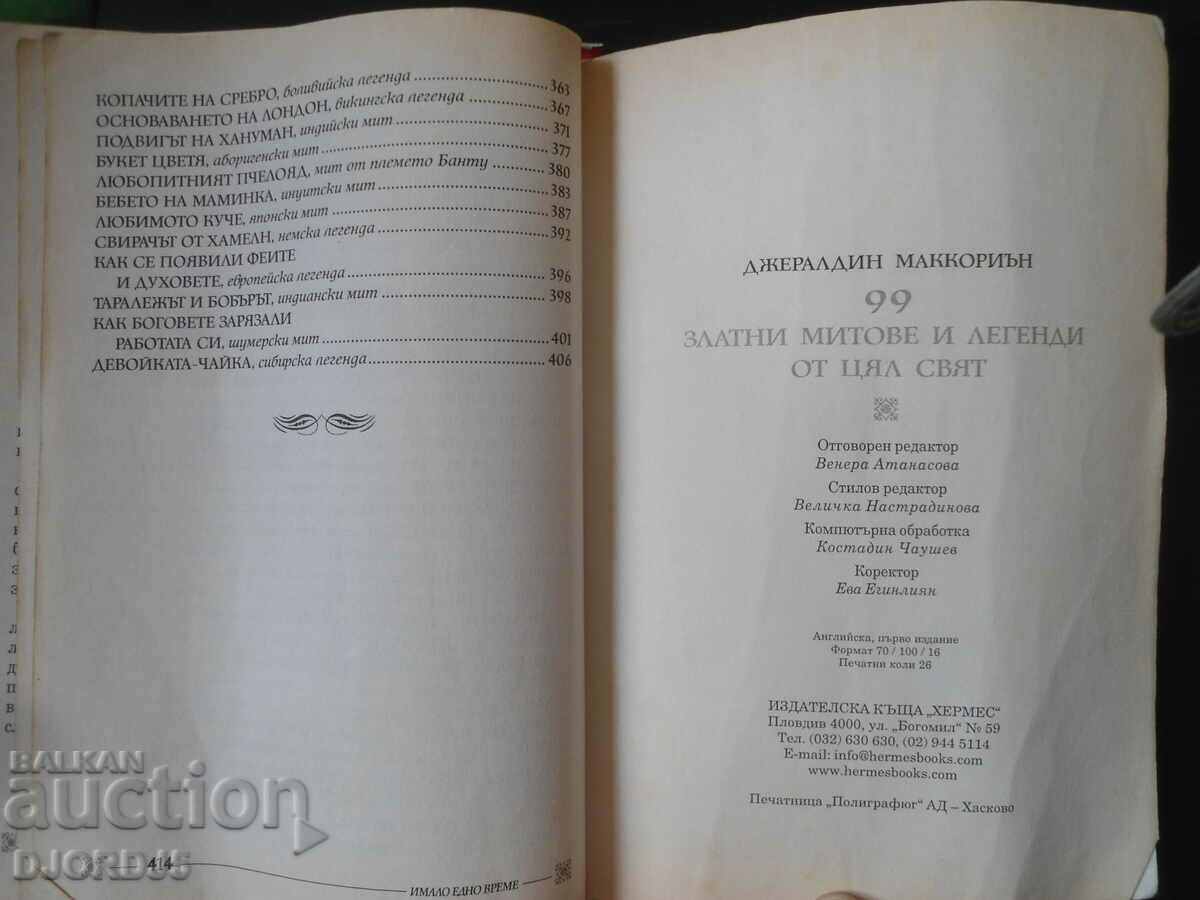 КОПАЧИТЕ НА СРЕБРО, боливийска легенда ........................ 363
ОСНОВАВАНЕТО НА ЛОНДОН, викингска легенда ............. 367
ПОДВИГЪТ НА ХАНУМАН, индийски мит ........................... 371
БУКЕТ ЦВЕТЯ, аборигенски мит ........................................ 377
ЛЮБОПИТНИЯТ ПЧЕЛОЯД, мит от племето Банту ............ 380
БЕБЕТО НА МАМИНКА, инуитски мит ............................... 383
ЛЮБИМОТО КУЧЕ, японски мит ...................................... 387
СВИРАЧЪТ ОТ ХАМЕЛН, немска легенда ........................... 392
КАК СЕ ПОЯВИЛИ ФЕИТЕ
И ДУХОВЕТЕ, европейска легенда ................................ 396
ТАРАЛЕЖЪТ И БОБЪРЪТ, индиански мит ........................... 398
КАК БОГОВЕТЕ ЗАРЯЗАЛИ
РАБОТАТА СИ, шумерски мит ..................................... 401
ДЕВОЙКАТА-ЧАЙКА, сибирска легенда ............................ 406
414
ИМАЛО ЕДНО ВРЕМЕ
ДЖЕРАЛДИН МАККОРИЪН
99
ЗЛАТНИ МИТОВЕ И ЛЕГЕНДИ
ОТ ЦЯЛ СВЯТ
Отговорен редактор
Венера Атанасова
Стилов редактор
Величка Настрадинова
Компютърна обработка
Костадин Чаушев
Коректор
Ева Егинлиян
Английска, първо издание
Формат 70 / 100 / 16
Печатни коли 26
ИЗДАТЕЛСКА КЪЩА „ХЕРМЕС“
Пловдив 4000, ул. „Богомил“ № 59
Тел. (032) 630 630, (02) 944 5114
E-mail: info@hermesbooks.com
www.hermesbooks.com
Печатница „Полиграфюг“ АД – Хасково
BALKAN
auction
DJORD16